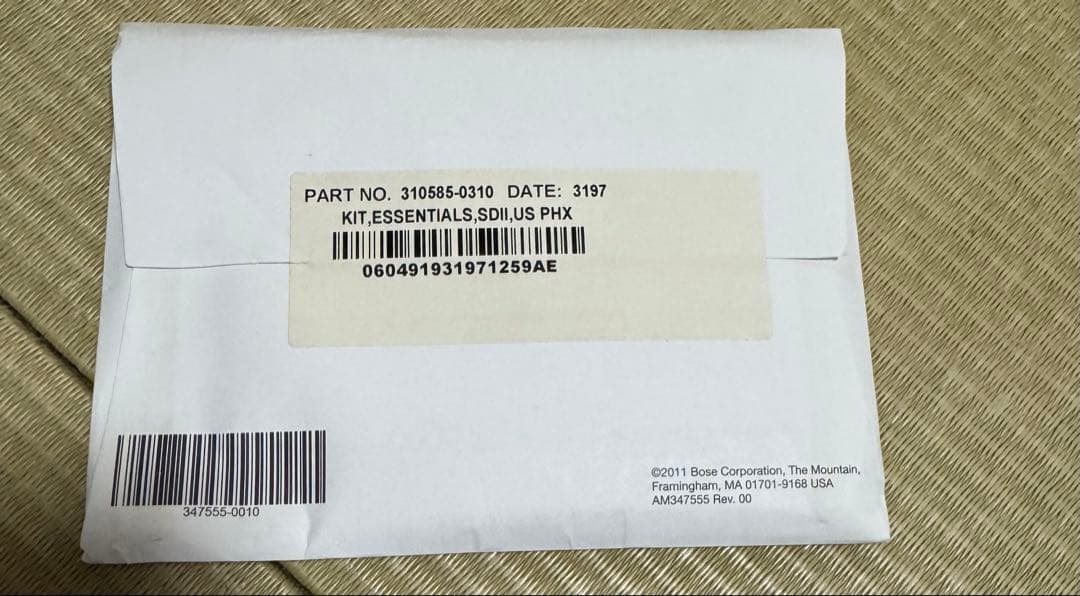 PART NO. 310585-0310 DATE: 3197
KIT,ESSENTIALS,SDII,US PHX
060491931971259AE
347555-0010
©2011 Bose Corporation, The Mountain,
Framingham, MA 01701-9168 USA
AM347555 Rev. 00